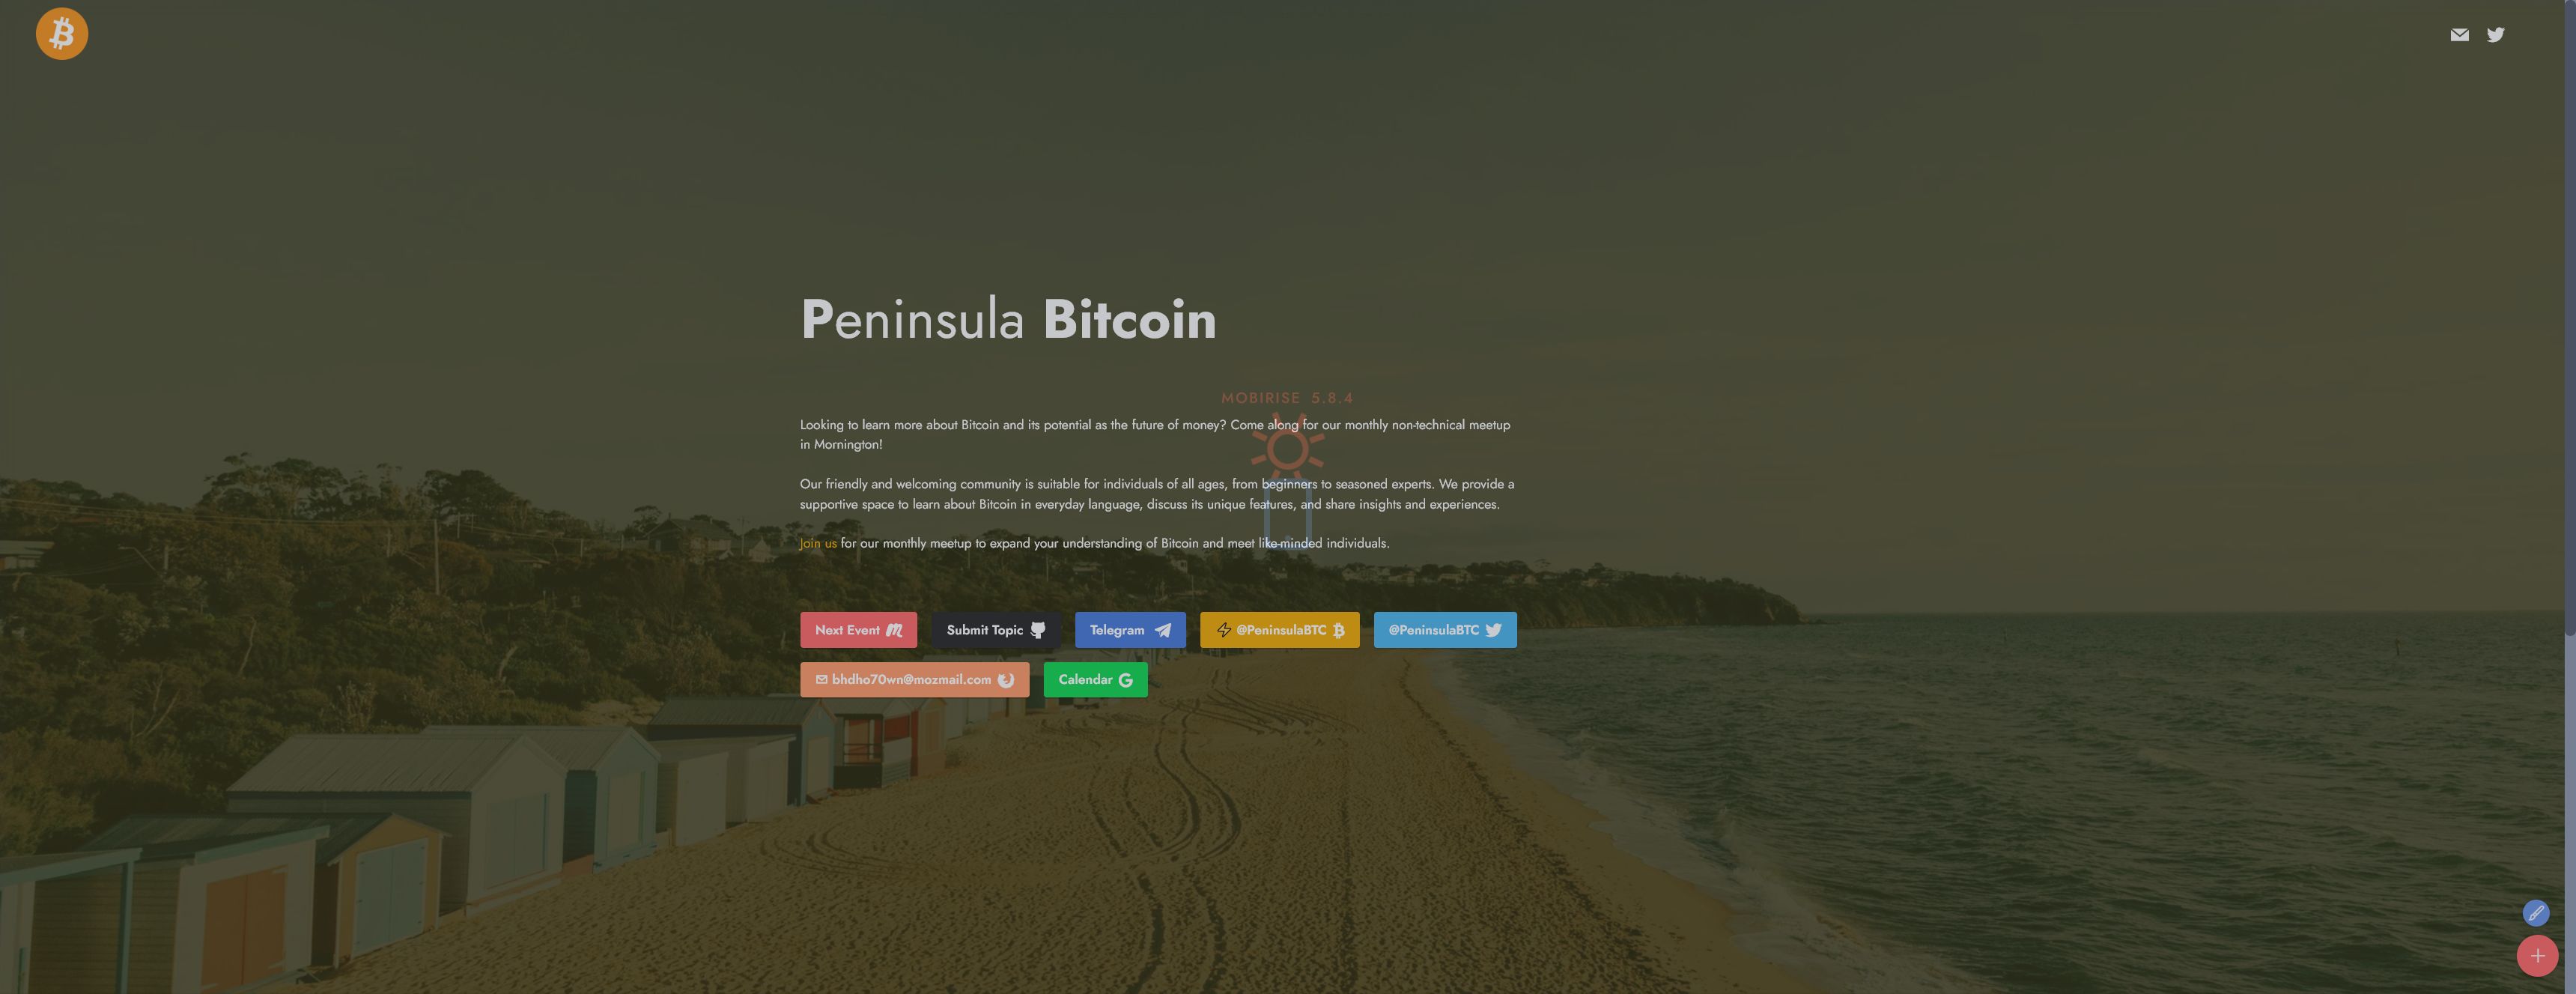 Peninsula Bitcoin
MOBIRISE 5.8.4
Looking to learn more about Bitcoin and its potential as the future of money? Come along for our monthly non-technical meetup
in Mornington!
Our friendly and welcoming community is suitable for individuals of all ages, from beginners to seasoned experts. We provide a
supportive space to learn about Bitcoin in everyday language, discuss its unique features, and share insights and experiences.
Join us for our monthly meetup to expand your understanding of Bitcoin and meet like-minded individuals.
Next Event
Submit Topic
Telegram
@PeninsulaBTC
@PeninsulaBTC
bhdho70wn@mozmail.com
Calendar